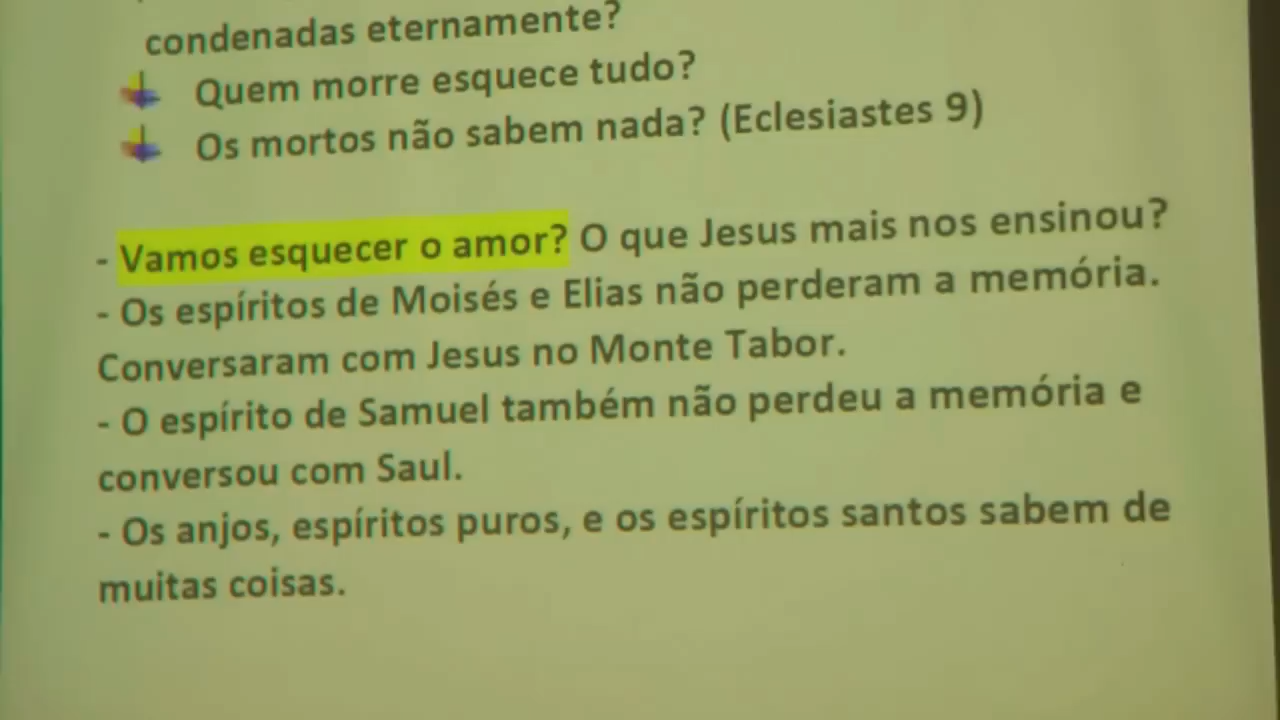 condenadas eternamente?
Quem morre esquece tudo?
Os mortos não sabem nada? (Eclesiastes 9)
- Vamos esquecer o amor? O que Jesus mais nos ensinou?
- Os espíritos de Moisés e Elias não perderam a memória.
Conversaram com Jesus no Monte Tabor.
- O espírito de Samuel também não perdeu a memória e
conversou com Saul.
- Os anjos, espíritos puros, e os espíritos santos sabem de
muitas coisas.